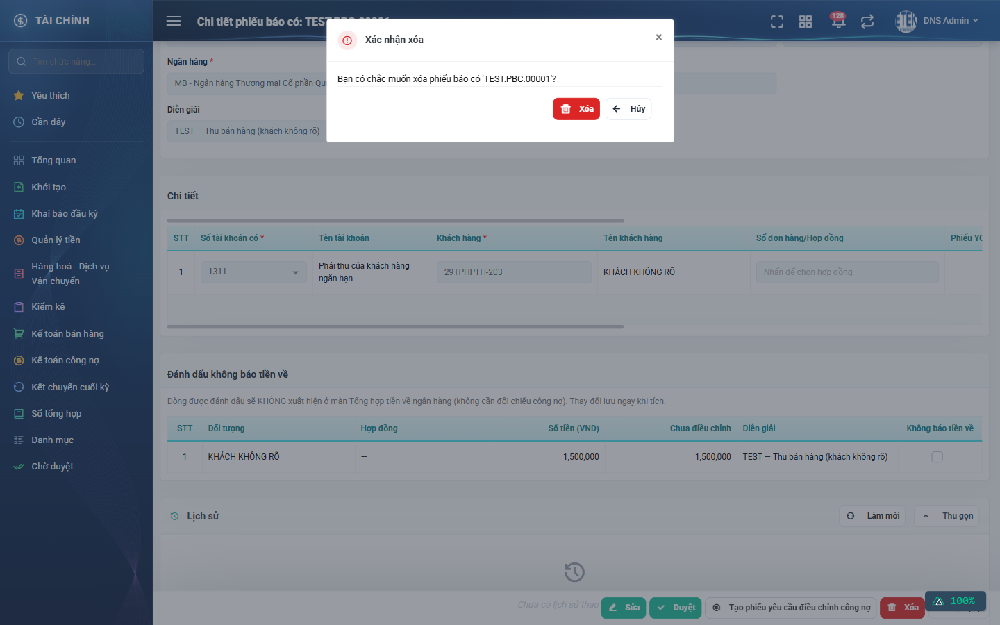 TÀI CHÍNH
Tìm chức năng...
Yêu thích
Gần đây
Tổng quan
Khởi tạo
Khai báo đầu kỳ
Quản lý tiền
Hàng hoá - Dịch vụ -
Vận chuyển
Kiểm kê
Kế toán bán hàng
Kế toán công nợ
Kết chuyển cuối kỳ
Sổ tổng hợp
Danh mục
Chờ duyệt
Chi tiết phiếu báo có: TEST.PBC.00001
128
DNS Admin
Xác nhận xóa
×
Bạn có chắc muốn xóa phiếu báo có 'TEST.PBC.00001'?
Xóa
Hủy
Ngân hàng *
MB - Ngân hàng Thương mại Cổ phần
Diễn giải
TEST – Thu bán hàng (khách không rõ)
Chi tiết
STT Số tài khoản có * Tên tài khoản Khách hàng * Tên khách hàng Số đơn hàng/Hợp đồng Phiếu
1 1311 Phải thu của khách hàng ngắn hạn 29TPHPTH-203 KHÁCH KHÔNG RÕ Nhấn để chọn hợp đồng —
Đánh dấu không báo tiền về
Dòng được đánh dấu sẽ KHÔNG xuất hiện ở màn Tổng hợp tiền về ngân hàng (không cần đối chiếu công nợ). Thay đổi lưu ngay khi tích.
STT Đối tượng Hợp đồng Số tiền (VND) Chưa điều chỉnh Diễn giải Không báo tiền về
1 KHÁCH KHÔNG RÕ — 1,500,000 1,500,000 TEST – Thu bán hàng (khách không rõ)
Lịch sử
Làm mới
Thu gọn
Chưa có lịch sử thao
Sửa
Duyệt
Tạo phiếu yêu cầu điều chỉnh công nợ
Xóa
100%